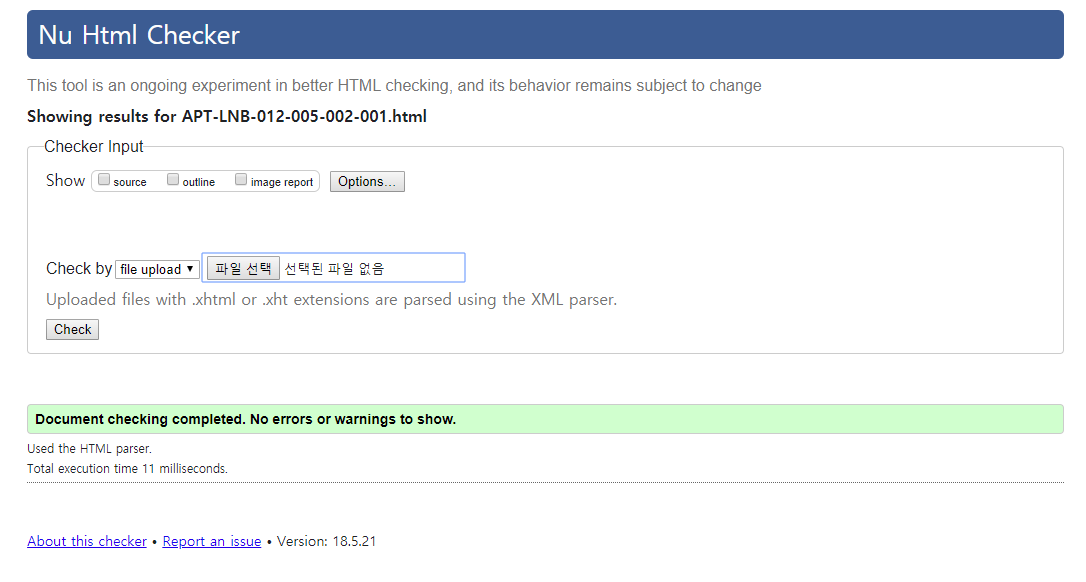 Nu Html Checker
This tool is an ongoing experiment in better HTML checking, and its behavior remains subject to change
Showing results for APT-LNB-012-005-002-001.html
Checker Input
Show source outline image report Options...
Check by file upload ▼ 파일 선택 선택된 파일 없음
Uploaded files with .xhtml or .xht extensions are parsed using the XML parser.
Check
Document checking completed. No errors or warnings to show.
Used the HTML parser.
Total execution time 11 milliseconds.
About this checker • Report an issue • Version: 18.5.21